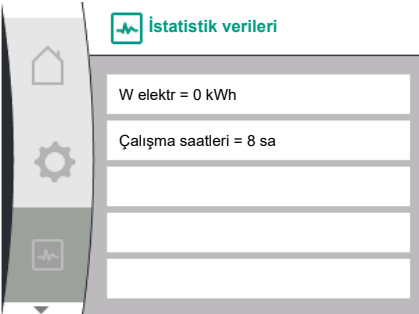 İstatistik verileri
W elektr = 0 kWh
Çalışma saatleri = 8 sa